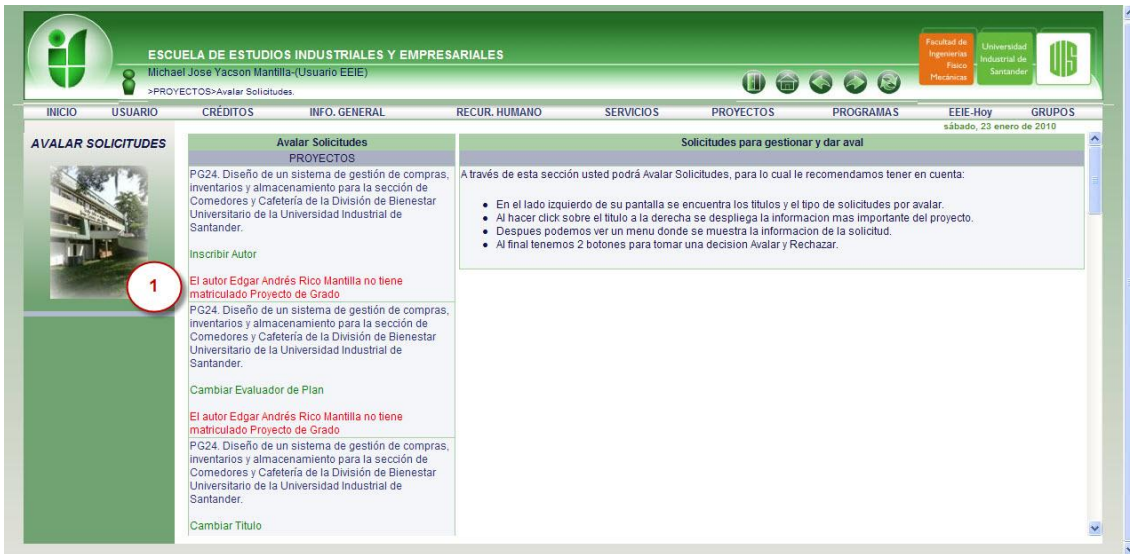 ESCUELA DE ESTUDIOS INDUSTRIALES Y EMPRESARIALES
Michael Jose Yacson Mantilla-(Usuario EEIE)
>PROYECTOS>Avalar Solicitudes.
Facultad de
Ingenierías
Físico
Mecánicas
Universidad
Industrial de
Santander
UIS
INICIO USUARIO CRÉDITOS INFO. GENERAL RECUR. HUMANO SERVICIOS PROYECTOS PROGRAMAS EEIE-Hoy GRUPOS
sábado, 23 enero de 2010
AVALAR SOLICITUDES
1
Avalar Solicitudes
PROYECTOS
PG24. Diseño de un sistema de gestión de compras,
inventarios y almacenamiento para la sección de
Comedores y Cafetería de la División de Bienestar
Universitario de la Universidad Industrial de
Santander.
Inscribir Autor
El autor Edgar Andrés Rico Mantilla no tiene
matriculado Proyecto de Grado
PG24. Diseño de un sistema de gestión de compras,
inventarios y almacenamiento para la sección de
Comedores y Cafetería de la División de Bienestar
Universitario de la Universidad Industrial de
Santander.
Cambiar Evaluador de Plan
El autor Edgar Andrés Rico Mantilla no tiene
matriculado Proyecto de Grado
PG24. Diseño de un sistema de gestión de compras,
inventarios y almacenamiento para la sección de
Comedores y Cafetería de la División de Bienestar
Universitario de la Universidad Industrial de
Santander.
Cambiar Titulo
Solicitudes para gestionar y dar aval
A través de esta sección usted podrá Avalar Solicitudes, para lo cual le recomendamos tener en cuenta:
• En el lado izquierdo de su pantalla se encuentra los titulos y el tipo de solicitudes por avalar.
• Al hacer click sobre el titulo a la derecha se despliega la informacion mas importante del proyecto.
• Despues podemos ver un menu donde se muestra la informacion de la solicitud.
• Al final tenemos 2 botones para tomar una decision Avalar y Rechazar.